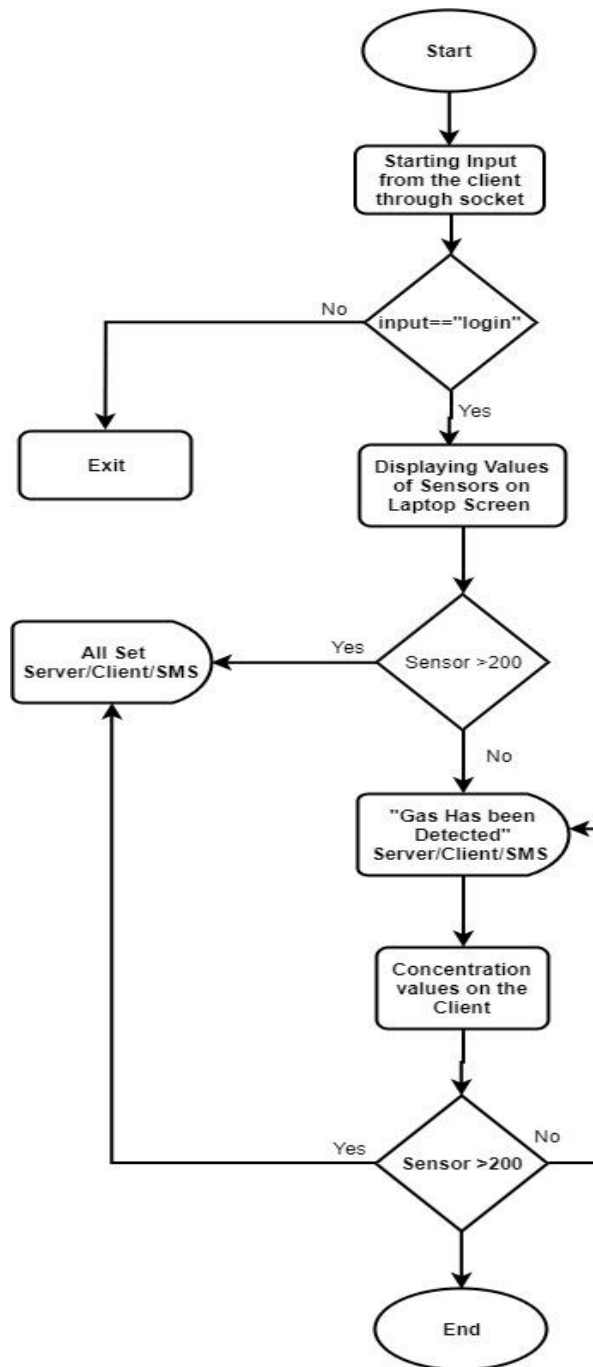 Start
Starting Input
from the client
through socket
No
input=="login"
Yes
Exit
Displaying Values
of Sensors on
Laptop Screen
All Set
Server/Client/SMS
Yes
Sensor >200
No
"Gas Has been
Detected"
Server/Client/SMS
Concentration
values on the
Client
Yes
Sensor >200
No
End